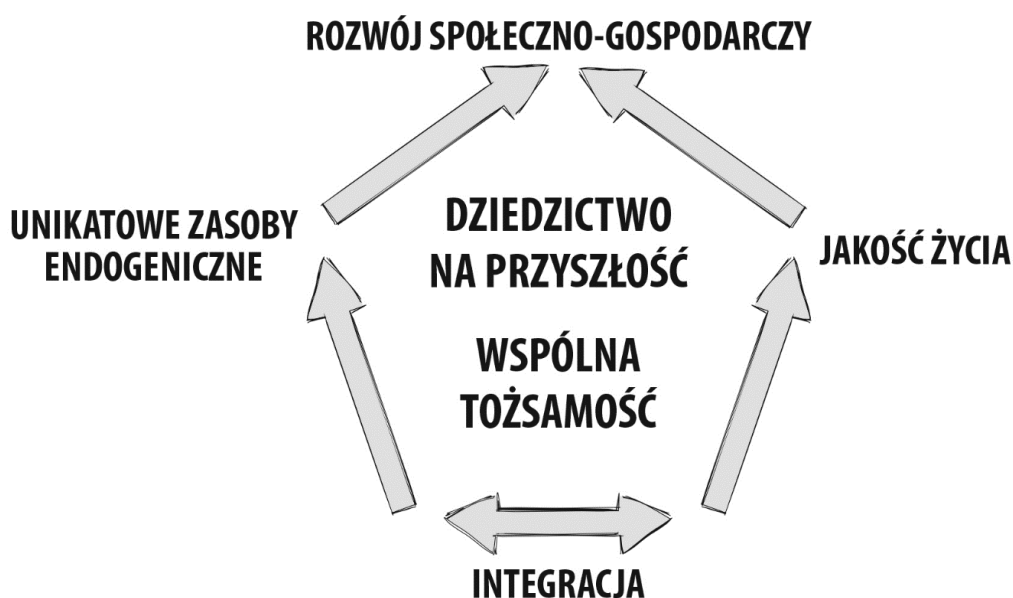 ROZWÓJ SPOŁECZNO-GOSPODARCZY
UNIKATOWE ZASOBY
ENDOGENICZNE
DZIEDZICTWO
NA PRZYSZŁOŚĆ
WSPÓLNA
TOŻSAMOŚĆ
JAKOŚĆ ŻYCIA
INTEGRACJA